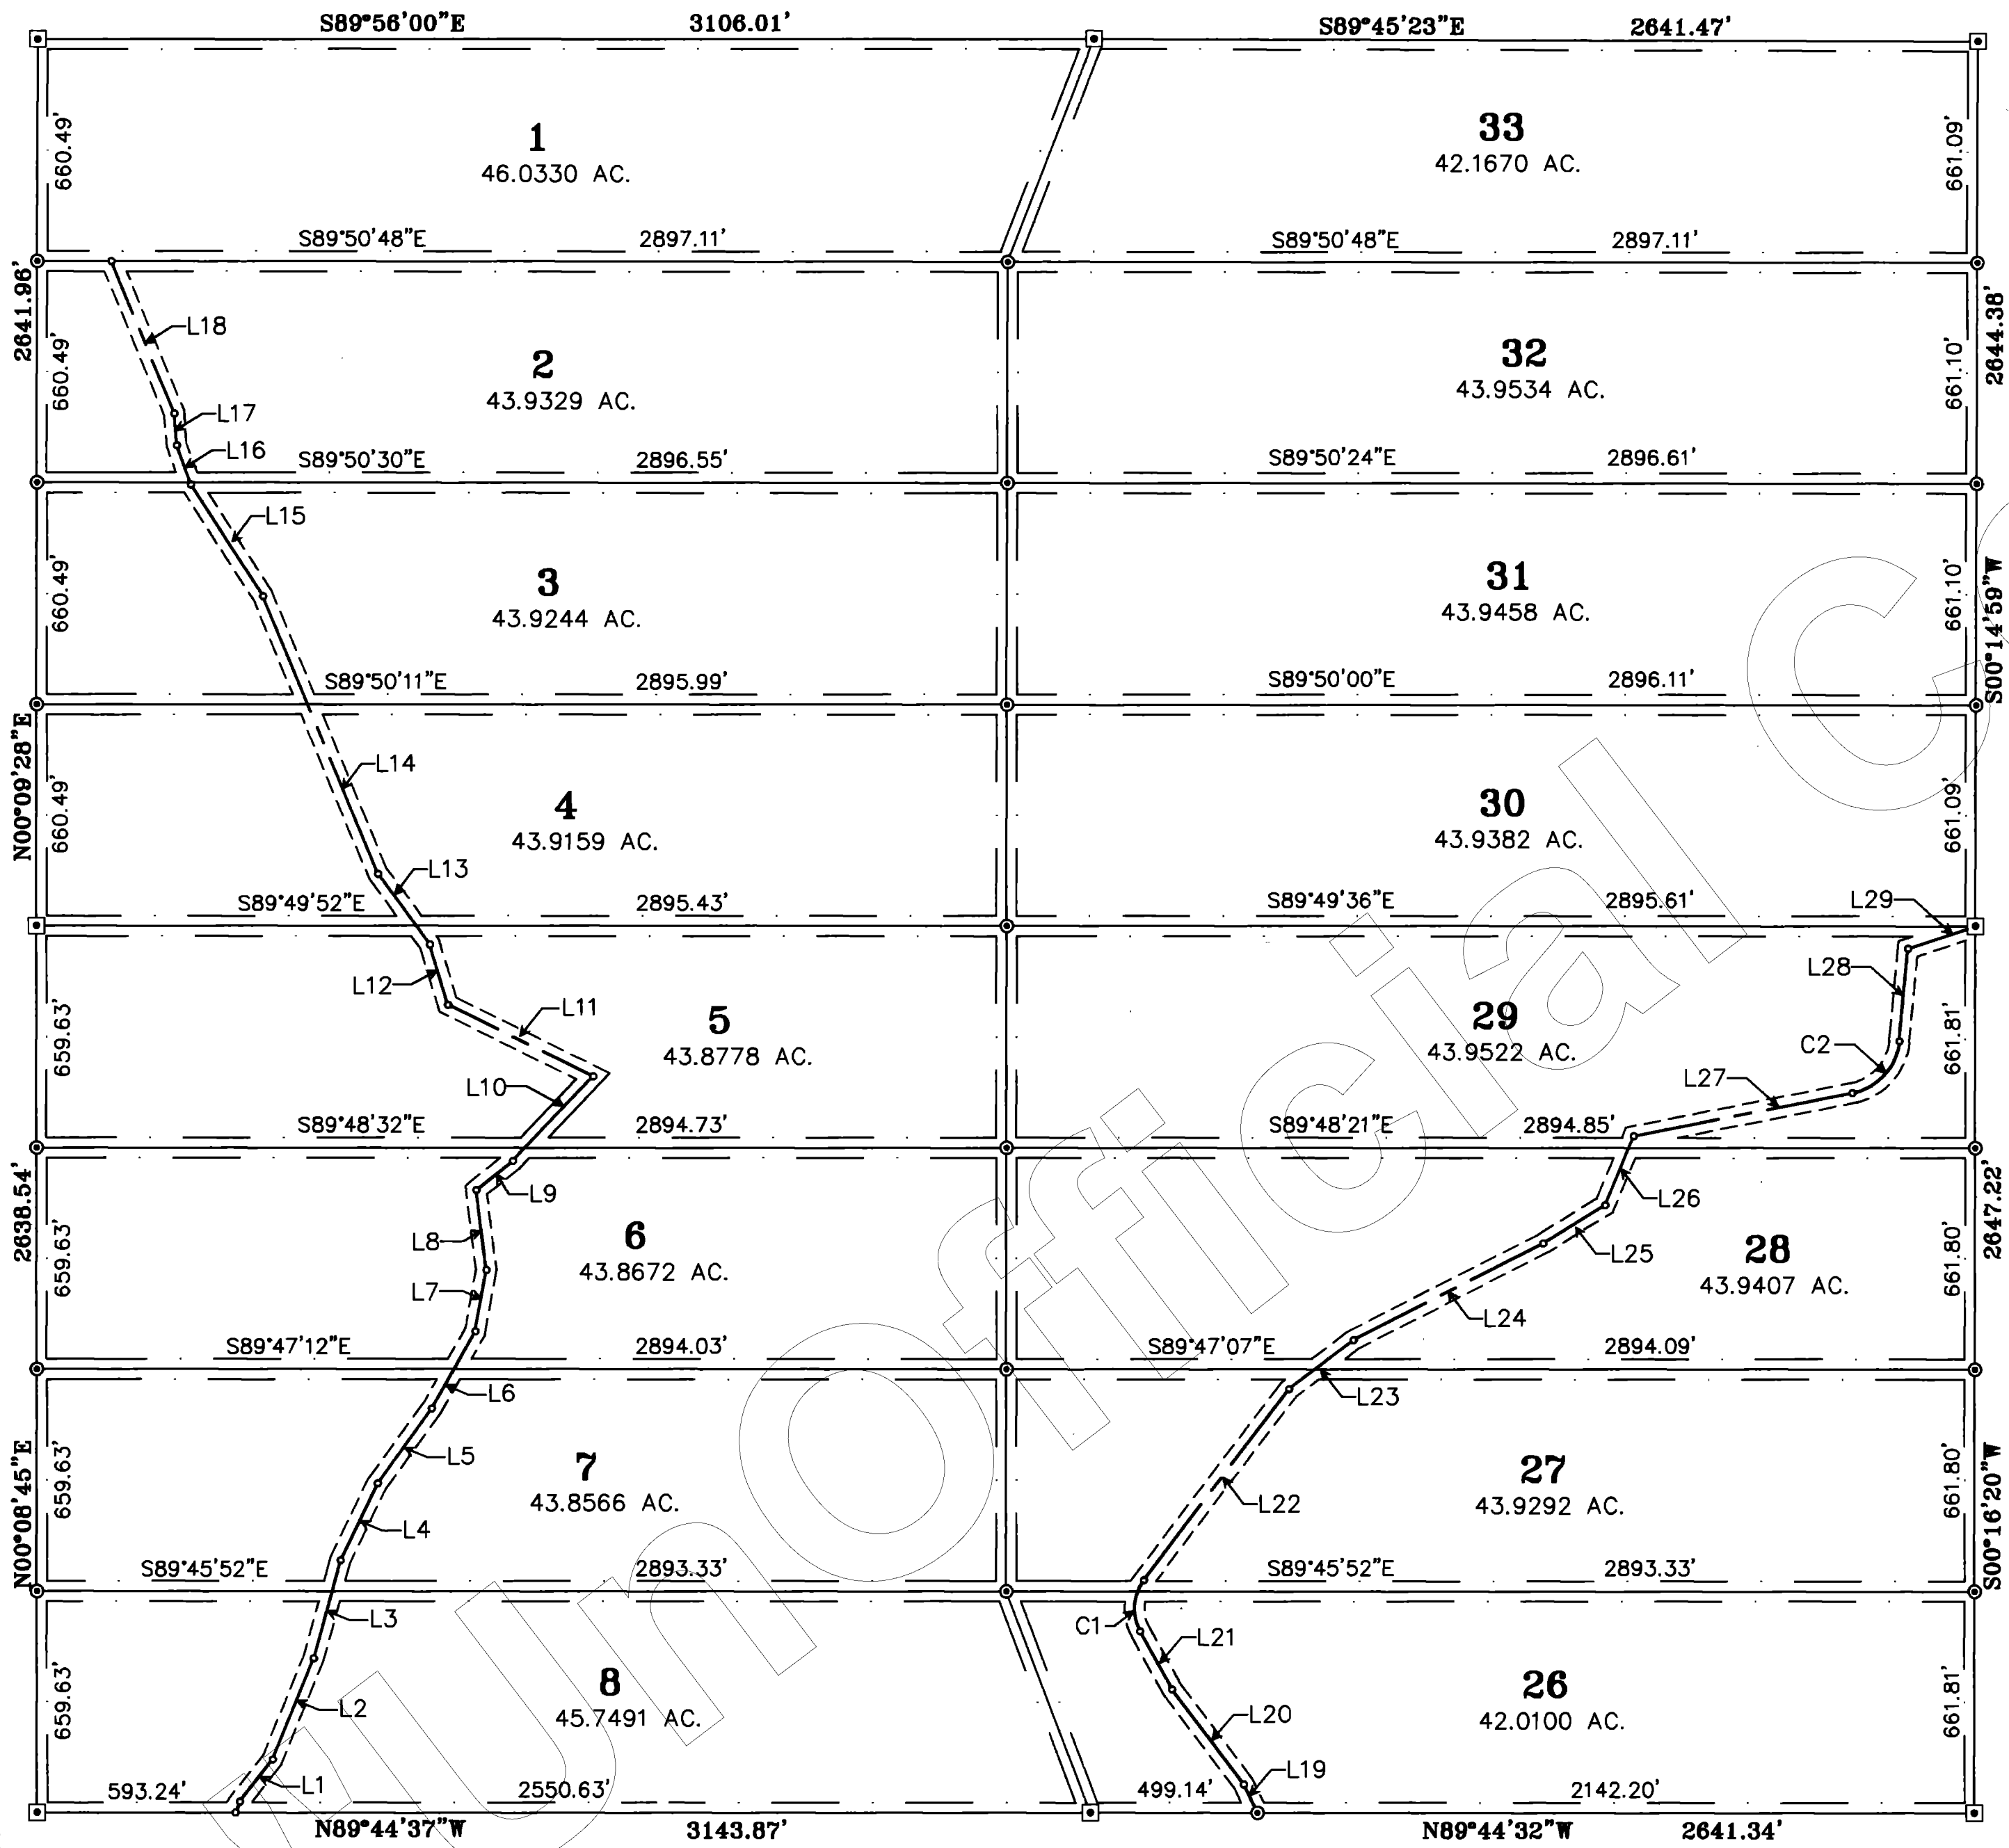 S89°56'00"E 3106.01' S89°45'23"E 2641.47'
660.49' 1 33 661.09'
46.0330 AC. 42.1670 AC.
S89°50'48"E 2897.11' S89°50'48"E 2897.11'
2641.96' L18 2644.38'
660.49' 2 32 661.10'
43.9329 AC. 43.9534 AC.
L17
L16 S89°50'30"E 2896.55' S89°50'24"E 2896.61'
L15
660.49' 3 31 661.10'
43.9244 AC. 43.9458 AC.
S00°14'59"W
S89°50'11"E 2895.99' S89°50'00"E 2896.11'
N00°09'28"E
L14
660.49' 4 30 661.09'
43.9159 AC. 43.9382 AC.
L13
S89°49'52"E 2895.43' S89°49'36"E 2895.61' L29
L12 L11 L28
659.63' 5 29 661.81'
43.8778 AC. 43.9522 AC. C2
L10 L27
S89°48'32"E 2894.73' S89°48'21"E 2894.85'
2638.54' L9 L26 2647.22'
659.63' L8 6 L25 28 661.80'
43.8672 AC. 43.9407 AC.
L7 L24
S89°47'12"E 2894.03' S89°47'07"E 2894.09'
L6 L23
L5
659.63' 7 27 661.80'
43.8566 AC. L22 43.9292 AC.
L4
N00°08'45"E S00°16'20"W
S89°45'52"E 2893.33' S89°45'52"E 2893.33'
L3 C1 L21
659.63' 8 26 661.81'
L2 45.7491 AC. L20 42.0100 AC.
L1 L19
593.24' 2550.63' 499.14' 2142.20'
N89°44'37"W 3143.87' N89°44'32"W 2641.34'
Unofficial C